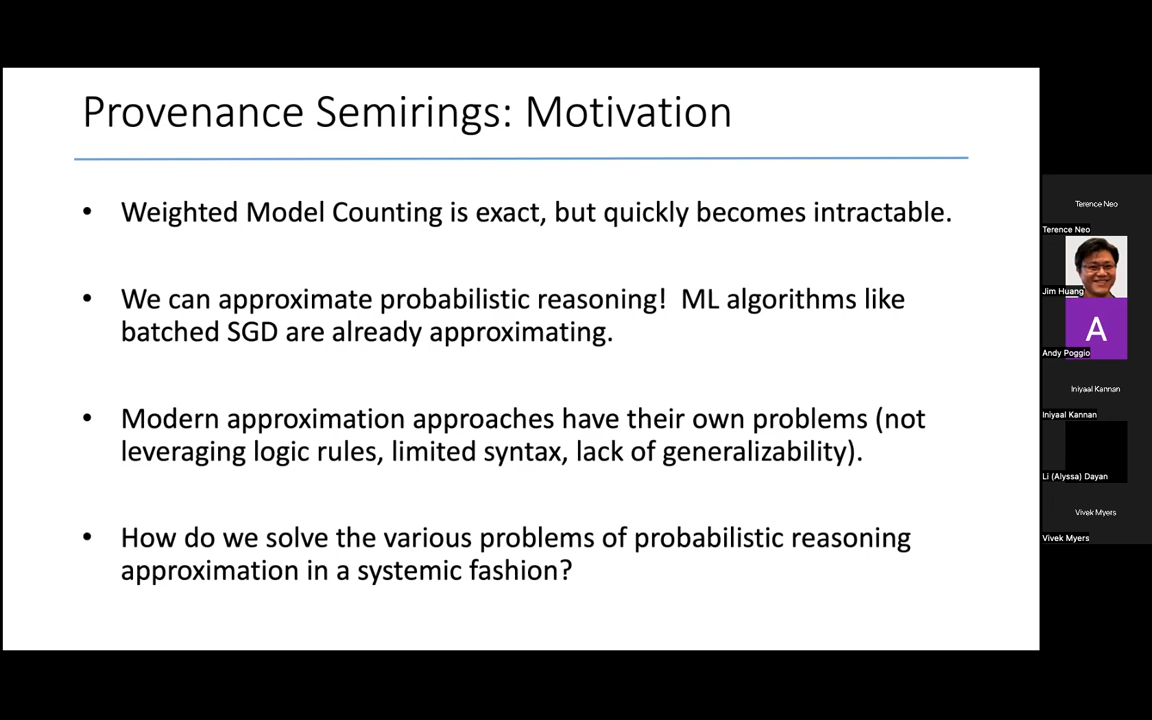 Provenance Semirings: Motivation
• Weighted Model Counting is exact, but quickly becomes intractable.
• We can approximate probabilistic reasoning! ML algorithms like
batched SGD are already approximating.
• Modern approximation approaches have their own problems (not
leveraging logic rules, limited syntax, lack of generalizability).
• How do we solve the various problems of probabilistic reasoning
approximation in a systemic fashion?
Terence Neo
Terence Neo
Jim Huang
A
Andy Poggio
Iniyaal Kannan
Iniyaal Kannan
Li (Alyssa) Dayan
Vivek Myers
Vivek Myers